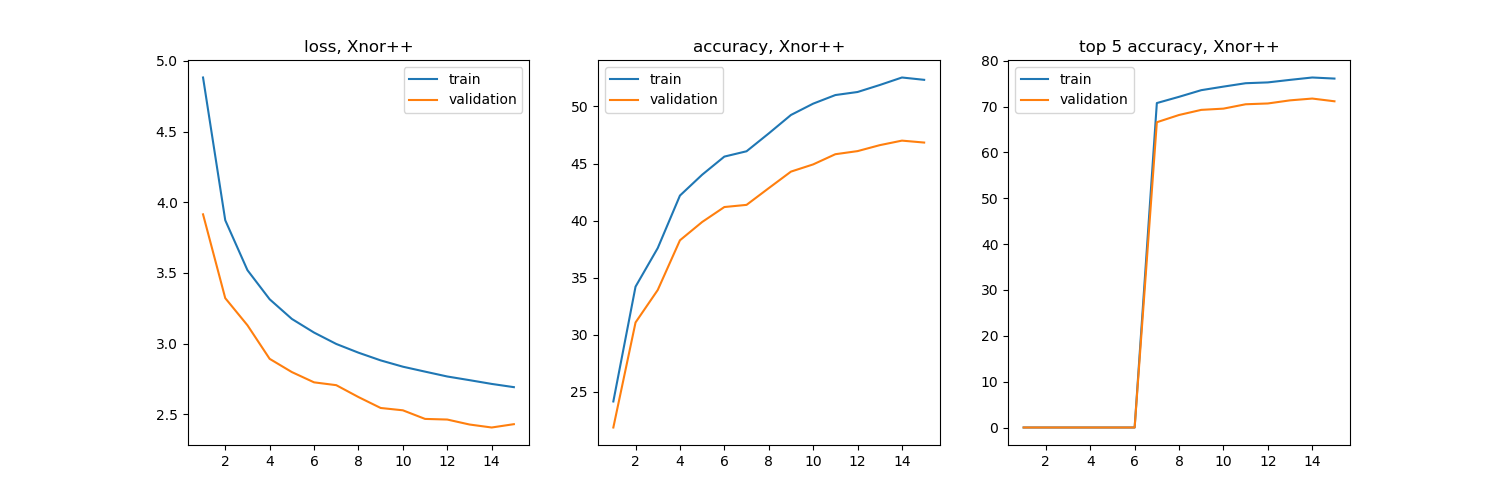 loss, Xnor++
train
validation
5.0
4.5
4.0
3.5
3.0
2.5
2 4 6 8 10 12 14
accuracy, Xnor++
train
validation
50
45
40
35
30
25
2 4 6 8 10 12 14
top 5 accuracy, Xnor++
train
validation
80
70
60
50
40
30
20
10
0
2 4 6 8 10 12 14